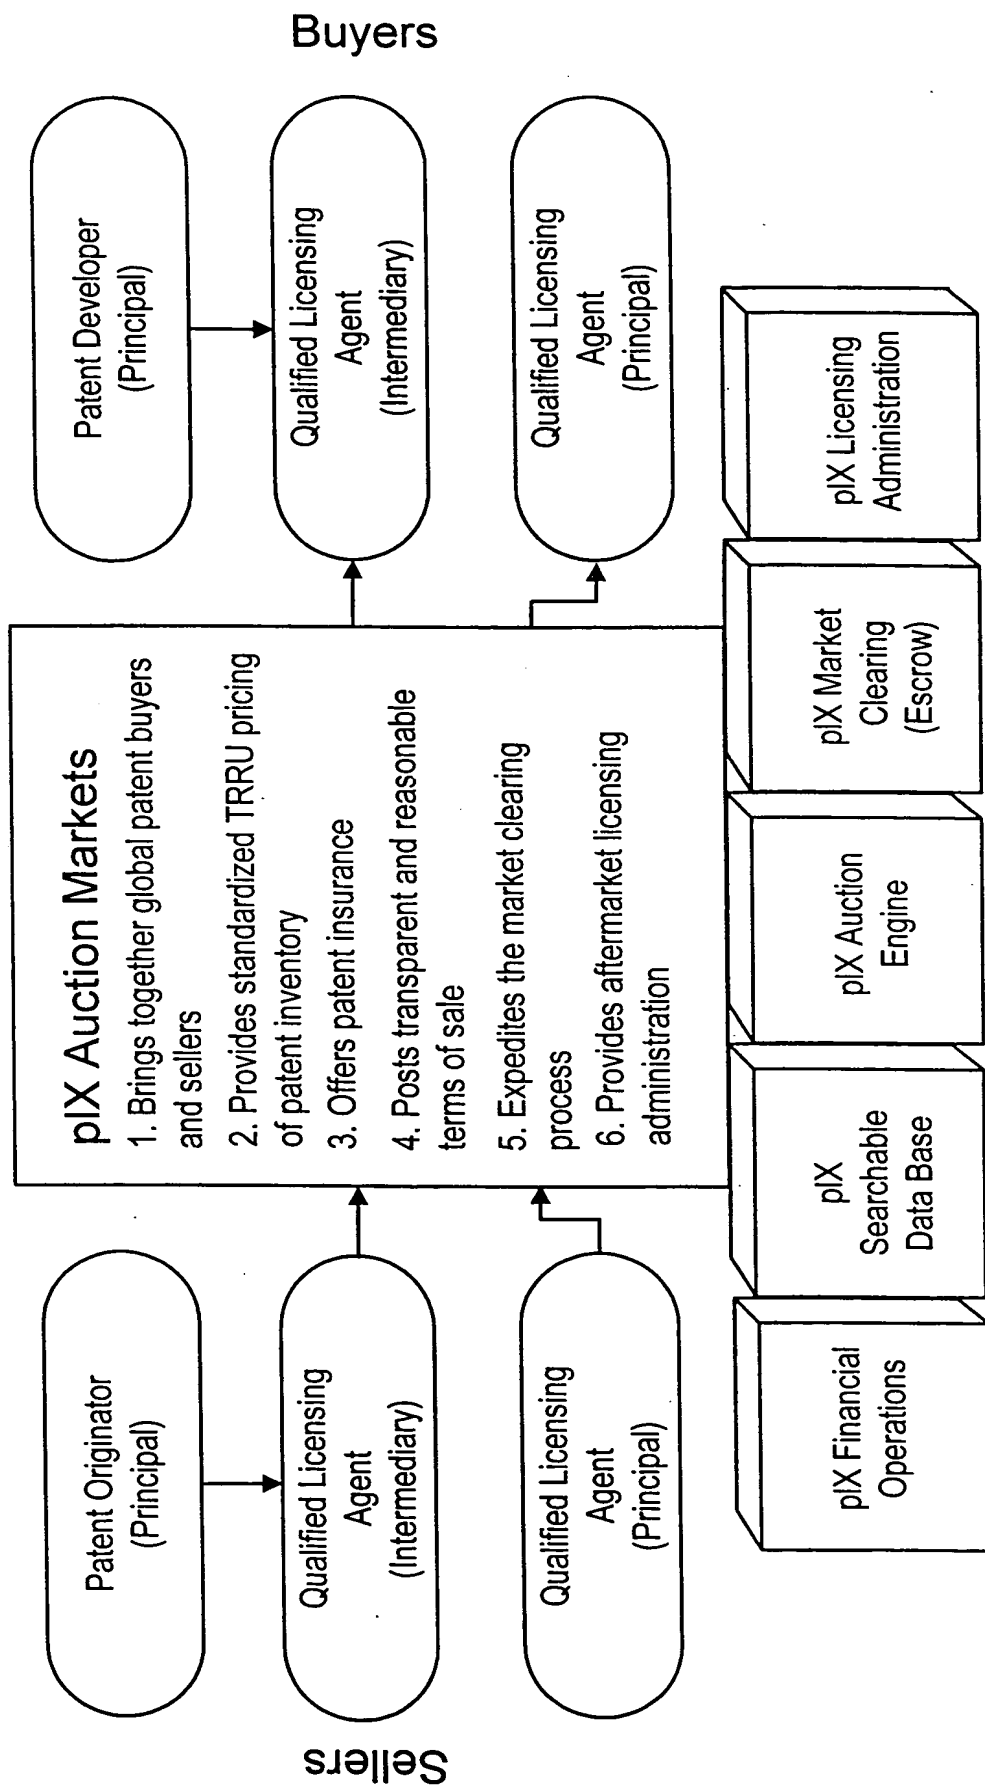 Sellers
Patent Originator
(Principal)
Qualified Licensing
Agent
(Intermediary)
Qualified Licensing
Agent
(Principal)
pIX Auction Markets
1. Brings together global patent buyers
and sellers
2. Provides standardized TRRU pricing
of patent inventory
3. Offers patent insurance
4. Posts transparent and reasonable
terms of sale
5. Expedites the market clearing
process
6. Provides aftermarket licensing
administration
Patent Developer
(Principal)
Qualified Licensing
Agent
(Intermediary)
Qualified Licensing
Agent
(Principal)
Buyers
pIX Financial
Operations
pIX
Searchable
Data Base
pIX Auction
Engine
pIX Market
Clearing
(Escrow)
pIX Licensing
Administration